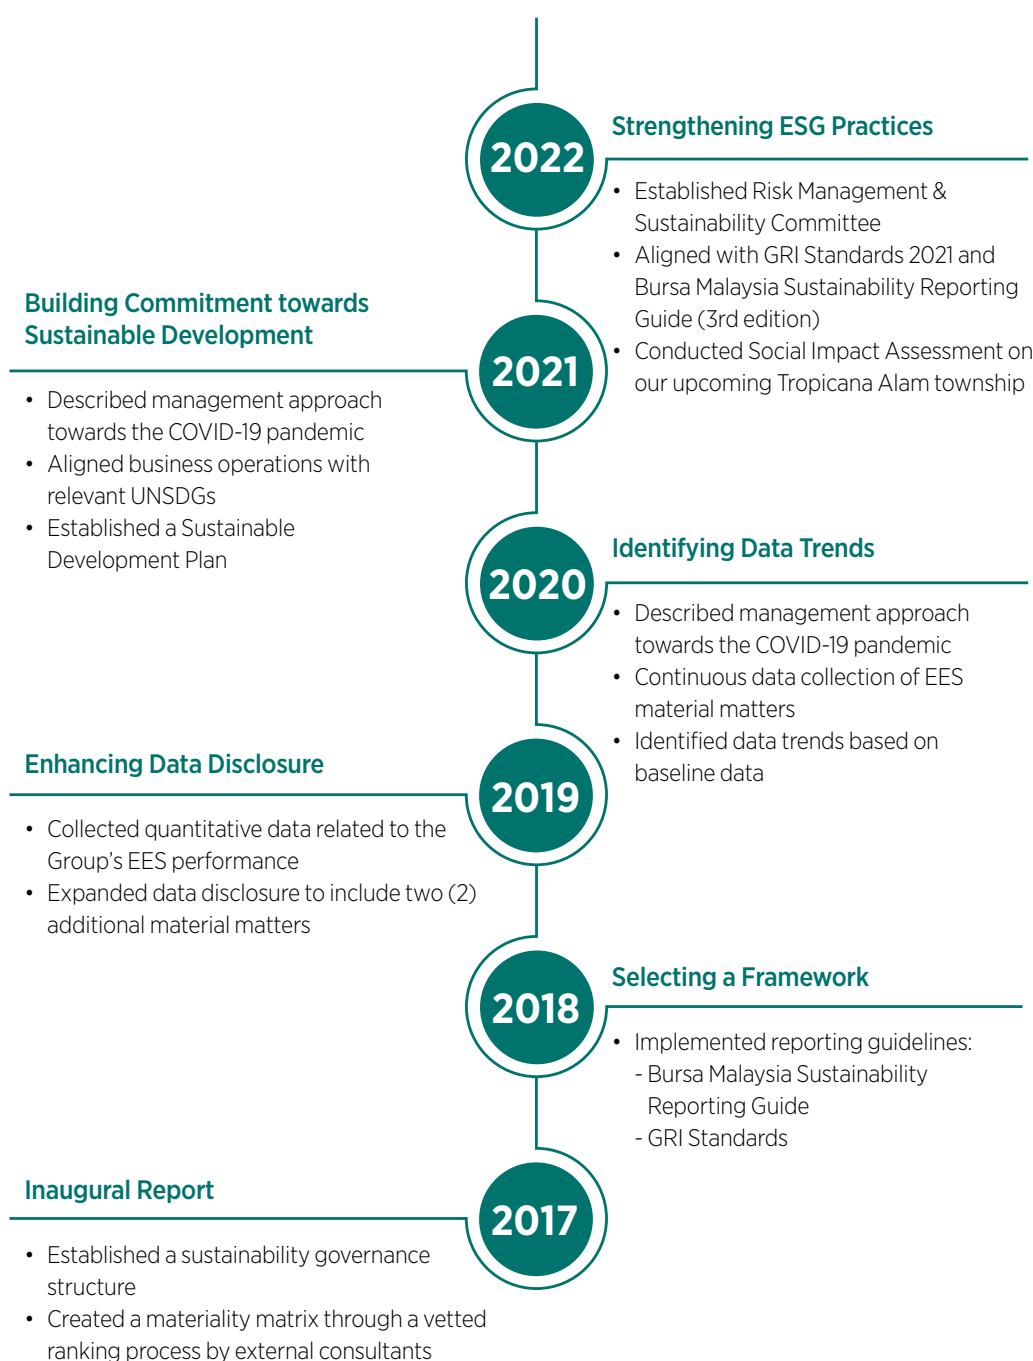 2022
Strengthening ESG Practices
• Established Risk Management &
Sustainability Committee
• Aligned with GRI Standards 2021 and
Bursa Malaysia Sustainability Reporting
Guide (3rd edition)
• Conducted Social Impact Assessment on
our upcoming Tropicana Alam township
Building Commitment towards
Sustainable Development
2021
• Described management approach
towards the COVID-19 pandemic
• Aligned business operations with
relevant UNSDGs
• Established a Sustainable
Development Plan
2020
Identifying Data Trends
• Described management approach
towards the COVID-19 pandemic
• Continuous data collection of EES
material matters
• Identified data trends based on
baseline data
Enhancing Data Disclosure
2019
• Collected quantitative data related to the
Group’s EES performance
• Expanded data disclosure to include two (2)
additional material matters
2018
Selecting a Framework
• Implemented reporting guidelines:
- Bursa Malaysia Sustainability
Reporting Guide
- GRI Standards
Inaugural Report
2017
• Established a sustainability governance
structure
• Created a materiality matrix through a vetted
ranking process by external consultants